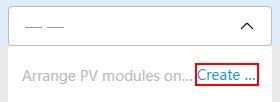 — —
Arrange PV modules on... Create ...